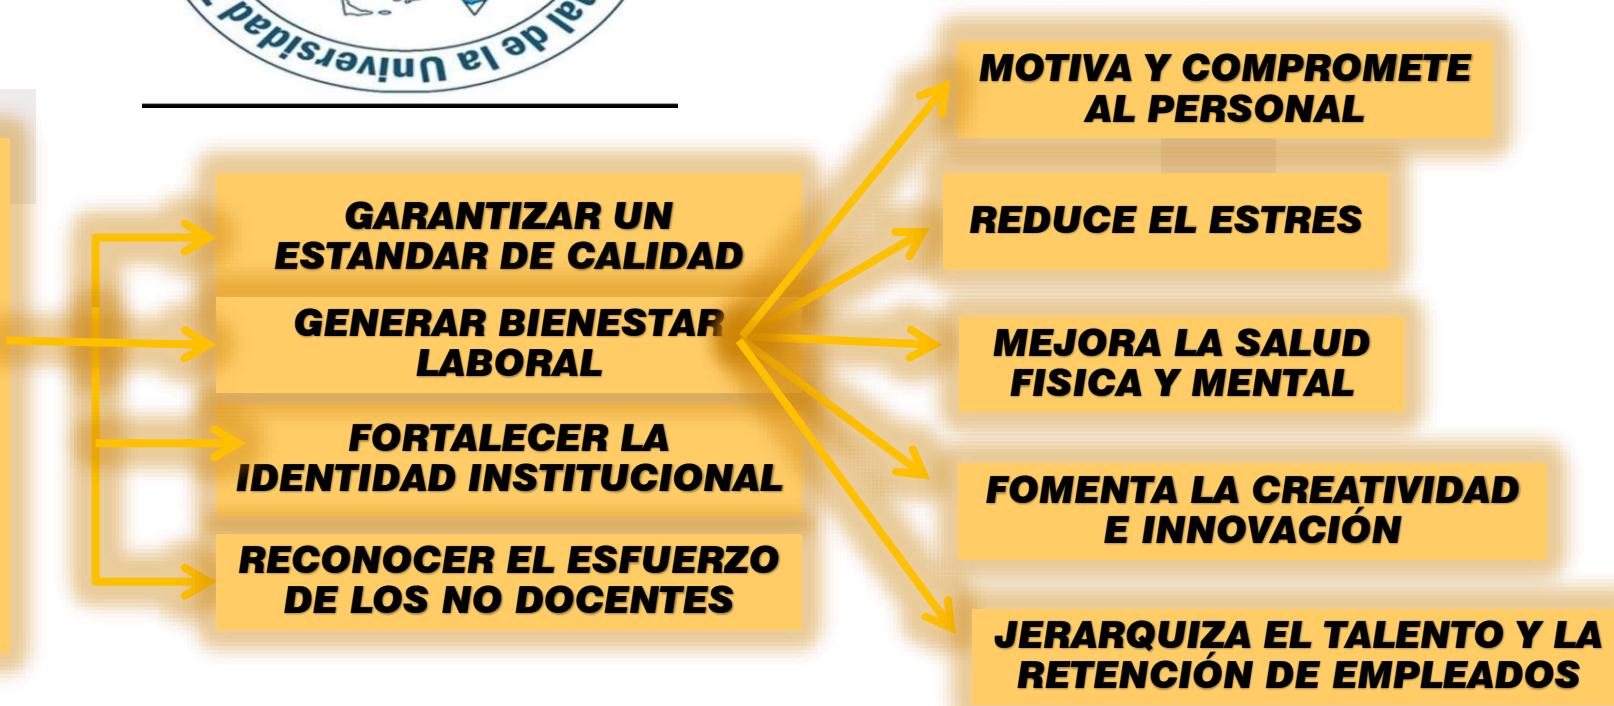 nal de la Universidad
GARANTIZAR UN
ESTANDAR DE CALIDAD
GENERAR BIENESTAR
LABORAL
FORTALECER LA
IDENTIDAD INSTITUCIONAL
RECONOCER EL ESFUERZO
DE LOS NO DOCENTES
MOTIVA Y COMPROMETE
AL PERSONAL
REDUCE EL ESTRES
MEJORA LA SALUD
FISICA Y MENTAL
FOMENTA LA CREATIVIDAD
E INNOVACIÓN
JERARQUIZA EL TALENTO Y LA
RETENCIÓN DE EMPLEADOS